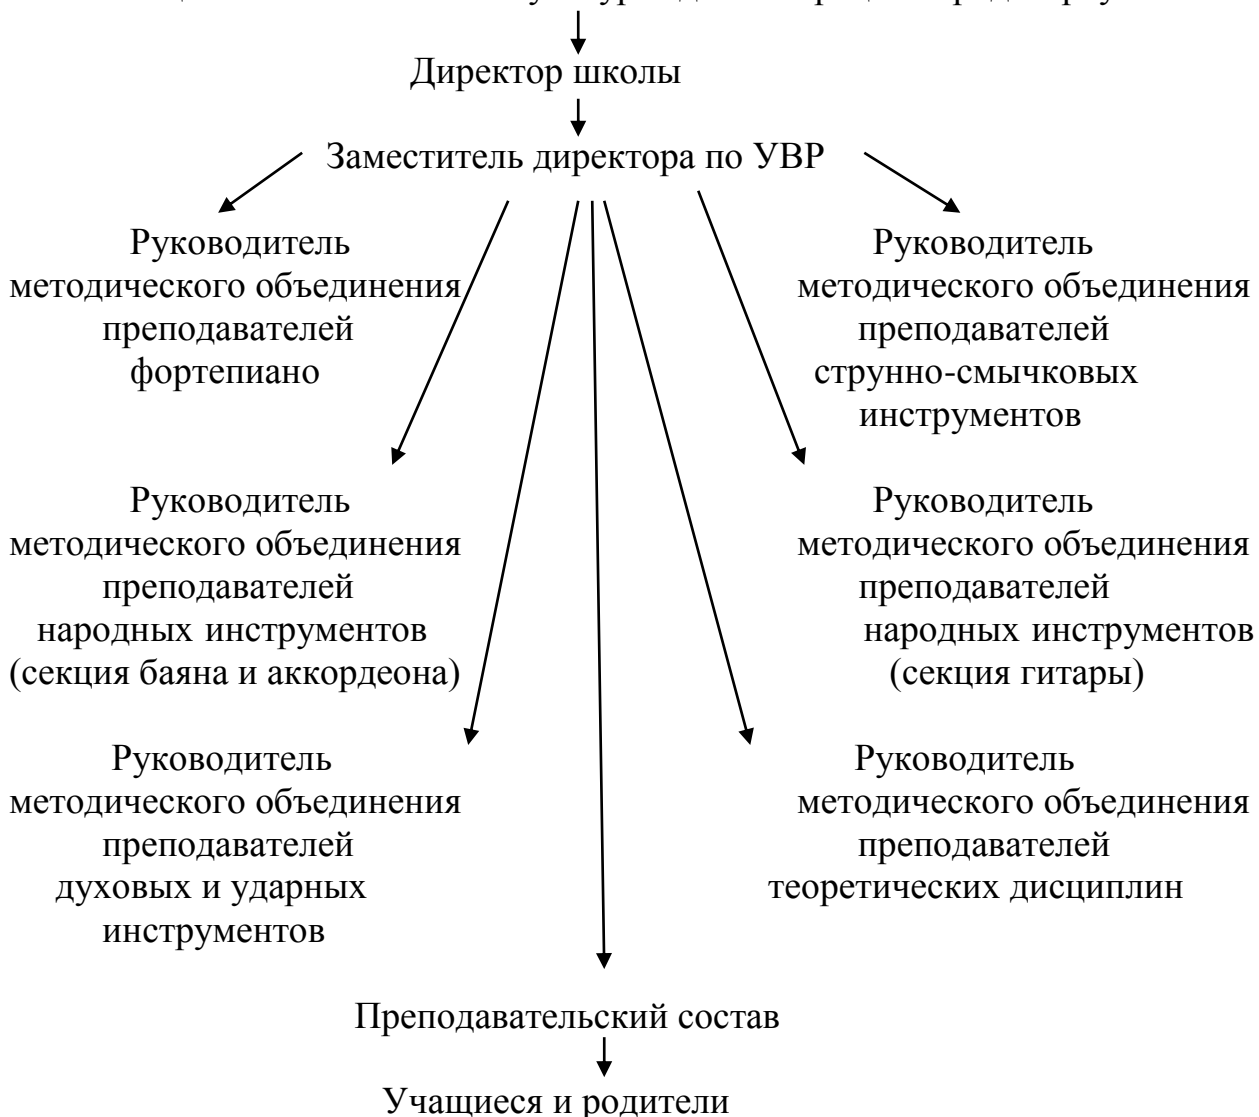 Директор школы
Заместитель директора по УВР
Руководитель
методического объединения
преподавателей
фортепиано
Руководитель
методического объединения
преподавателей
струнно-смычковых
инструментов
Руководитель
методического объединения
преподавателей
народных инструментов
(секция баяна и аккордеона)
Руководитель
методического объединения
преподавателей
народных инструментов
(секция гитары)
Руководитель
методического объединения
преподавателей
духовых и ударных
инструментов
Руководитель
методического объединения
преподавателей
теоретических дисциплин
Преподавательский состав
Учащиеся и родители